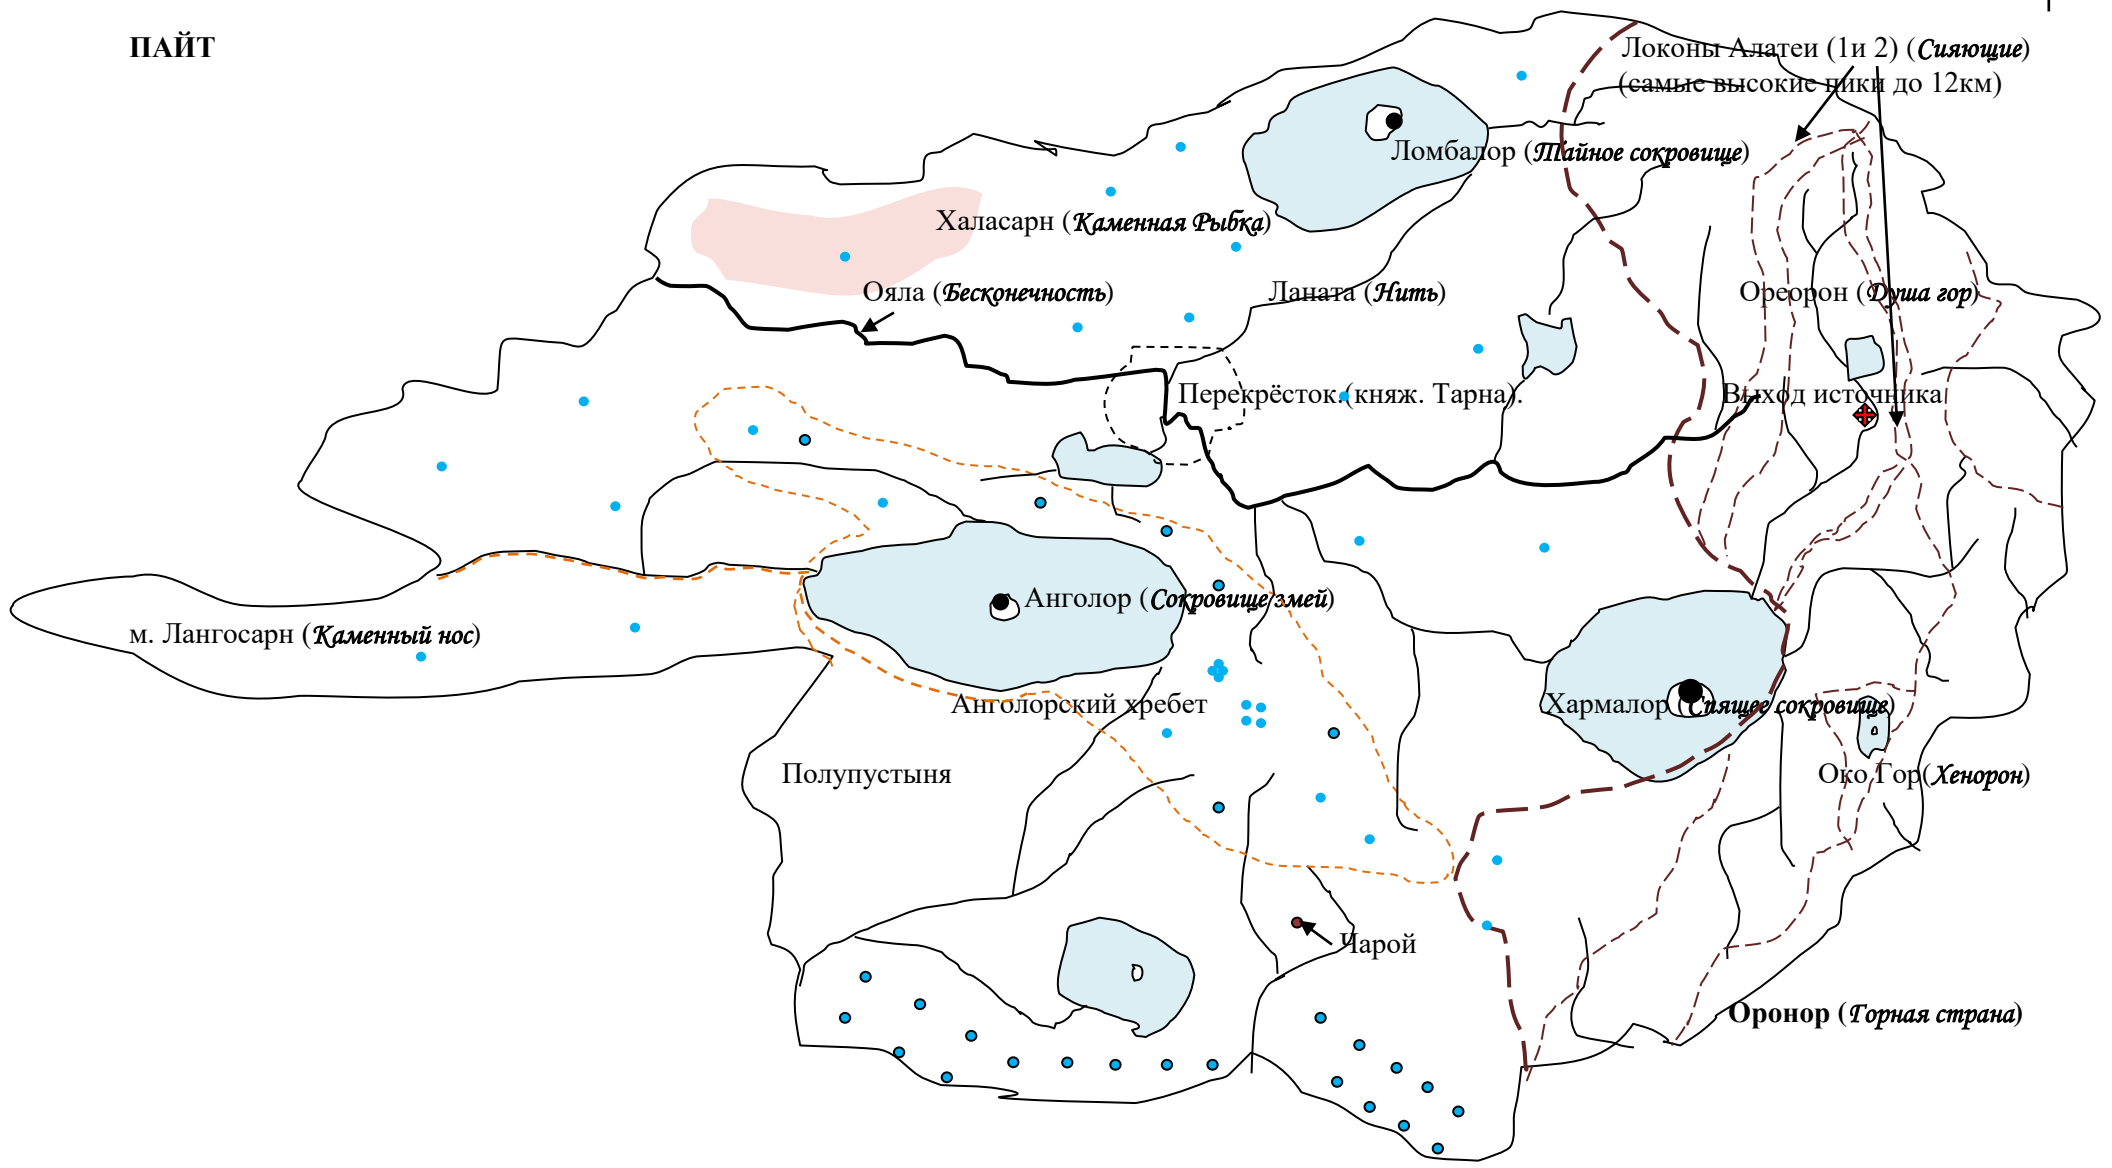 ПАЙТ
Локоны Алатеи (1и 2) (Сияющие)
(самые высокие пики до 12км)
Ломбалор (Тайное сокровище)
Халасарн (Каменная Рыбка)
Ояла (Бесконечность)
Ланата (Нить)
Ореорон (Душа гор)
Перекрёсток.(княж. Тарна).
Выход источника
Анголор (Сокровище змей)
м. Лангосарн (Каменный нос)
Анголорский хребет
Хармалор (Спящее сокровище)
Полупустыня
Око Гор(Хенорон)
Чарой
Оронор (Горная страна)